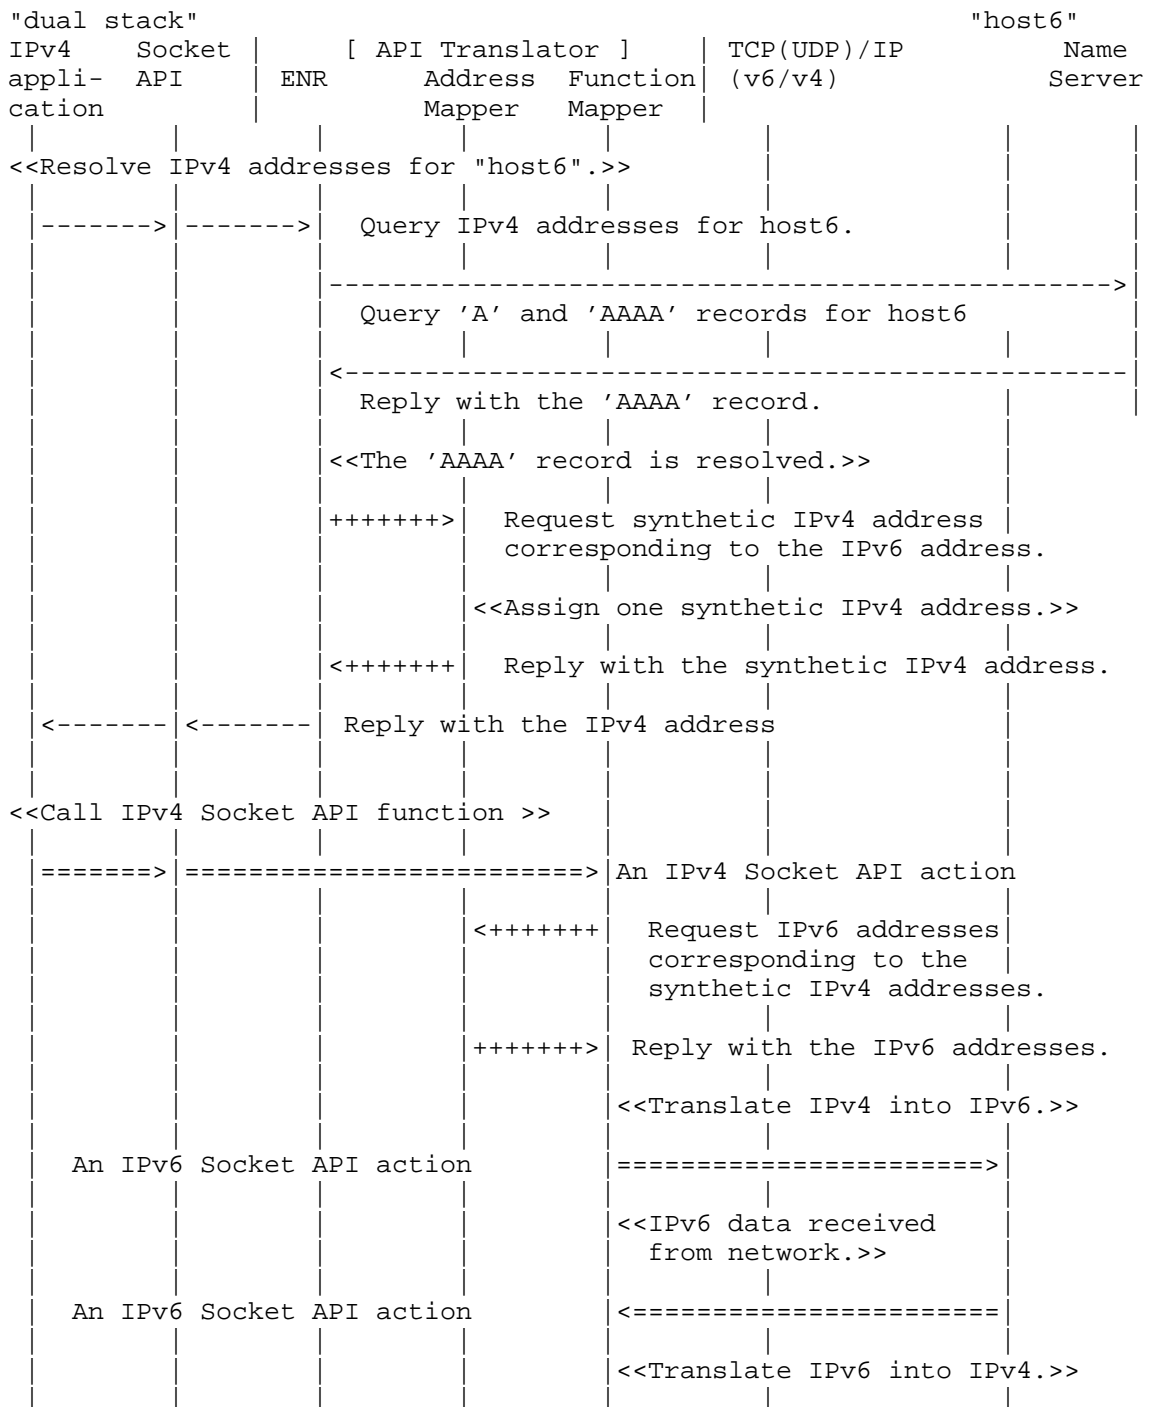 "dual stack" "host6"
IPv4 Socket | [ API Translator ] | TCP(UDP)/IP Name
appli- API | ENR Address Function| (v6/v4) Server
cation | Mapper Mapper |
<<Resolve IPv4 addresses for "host6".>>
|------->|------->| Query IPv4 addresses for host6.
|------------------------------------------------->|
Query 'A' and 'AAAA' records for host6
|<-------------------------------------------------|
Reply with the 'AAAA' record.
|<<The 'AAAA' record is resolved.>>
|+++++++>| Request synthetic IPv4 address
corresponding to the IPv6 address.
|<<Assign one synthetic IPv4 address.>>
|<+++++++| Reply with the synthetic IPv4 address.
|<-------|<-------| Reply with the IPv4 address
<<Call IPv4 Socket API function >>
|=======>|=========================>|An IPv4 Socket API action
|<+++++++| Request IPv6 addresses
corresponding to the
synthetic IPv4 addresses.
|+++++++>| Reply with the IPv6 addresses.
|<<Translate IPv4 into IPv6.>>
An IPv6 Socket API action |=======================>|
|<<IPv6 data received
from network.>>
An IPv6 Socket API action |<=======================|
|<<Translate IPv6 into IPv4.>>